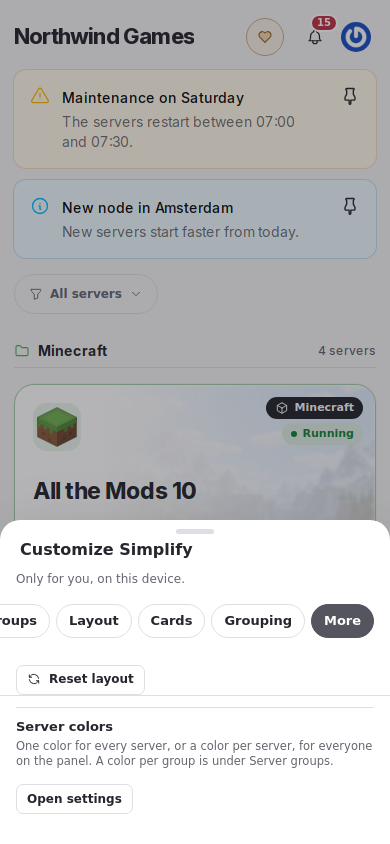 Northwind Games
15
Maintenance on Saturday
The servers restart between 07:00
and 07:30.
New node in Amsterdam
New servers start faster from today.
All servers
Minecraft
4 servers
Minecraft
Running
All the Mods 10
Customize Simplify
Only for you, on this device.
roups
Layout
Cards
Grouping
More
Reset layout
Server colors
One color for every server, or a color per server, for everyone
on the panel. A color per group is under Server groups.
Open settings